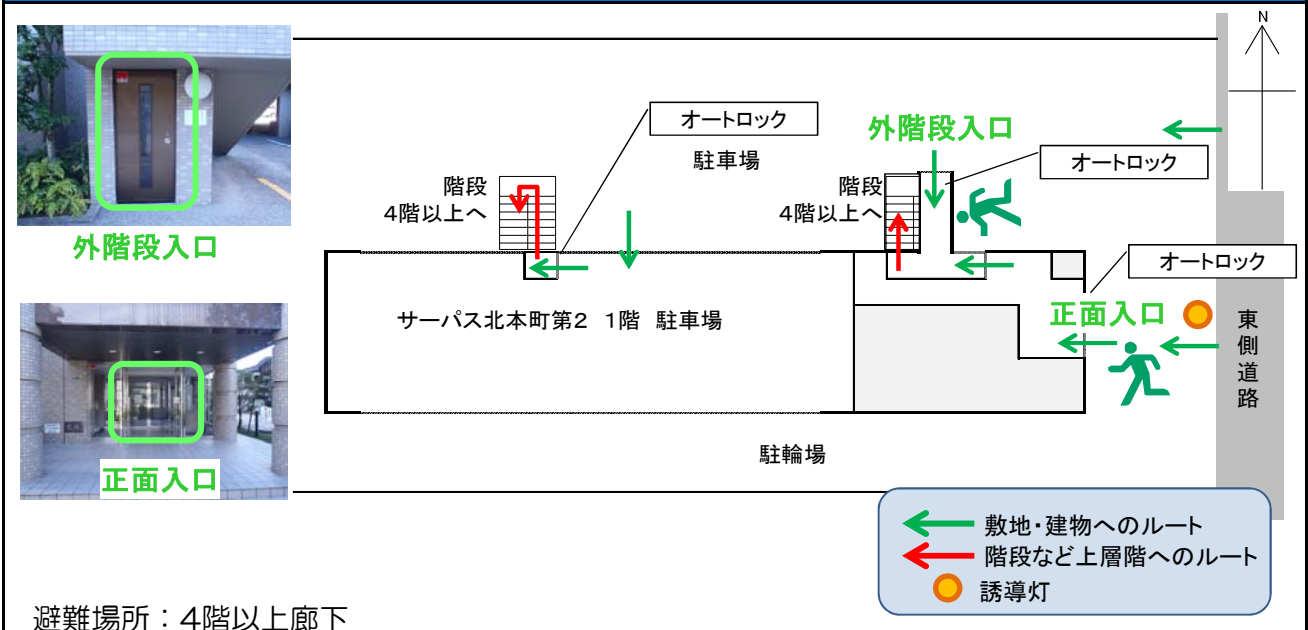 外階段入口
正面入口
N
オートロック
駐車場
外階段入口
オートロック
階段
4階以上へ
階段
4階以上へ
オートロック
正面入口
サーパス北本町第2 1階 駐車場
東側道路
駐輪場
敷地・建物へのルート
階段など上層階へのルート
誘導灯
避難場所：4階以上廊下